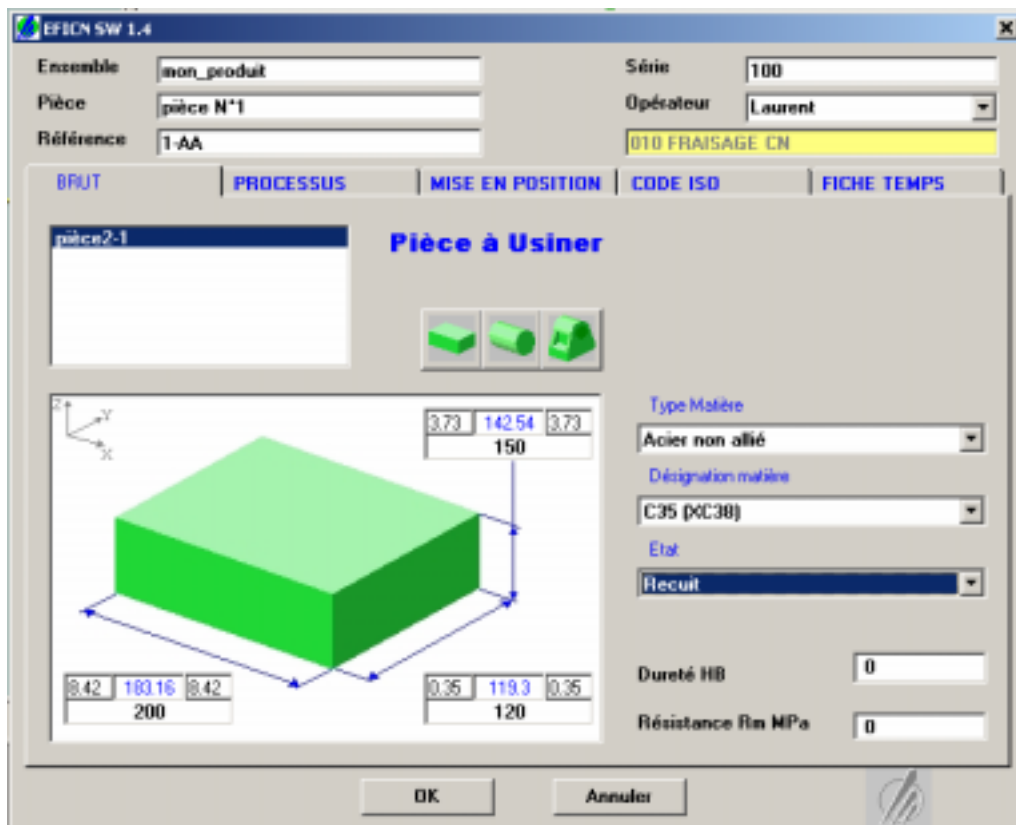 EFICN SW 1.4
Ensemble mon_produit Série 100
Pièce pièce N°1 Opérateur Laurent
Référence 1-AA 010 FRAISAGE CN
BRUT PROCESSUS MISE EN POSITION CODE ISO FICHE TEMPS
pièce2-1
Pièce à Usiner
Z Y X
3.73 142.54 3.73
150
Type Matière
Acier non allié
Désignation matière
C35 (XC38)
Etat
Recuit
8.42 183.16 8.42
200
0.35 119.3 0.35
120
Dureté HB 0
Résistance Rm MPa 0
OK Annuler